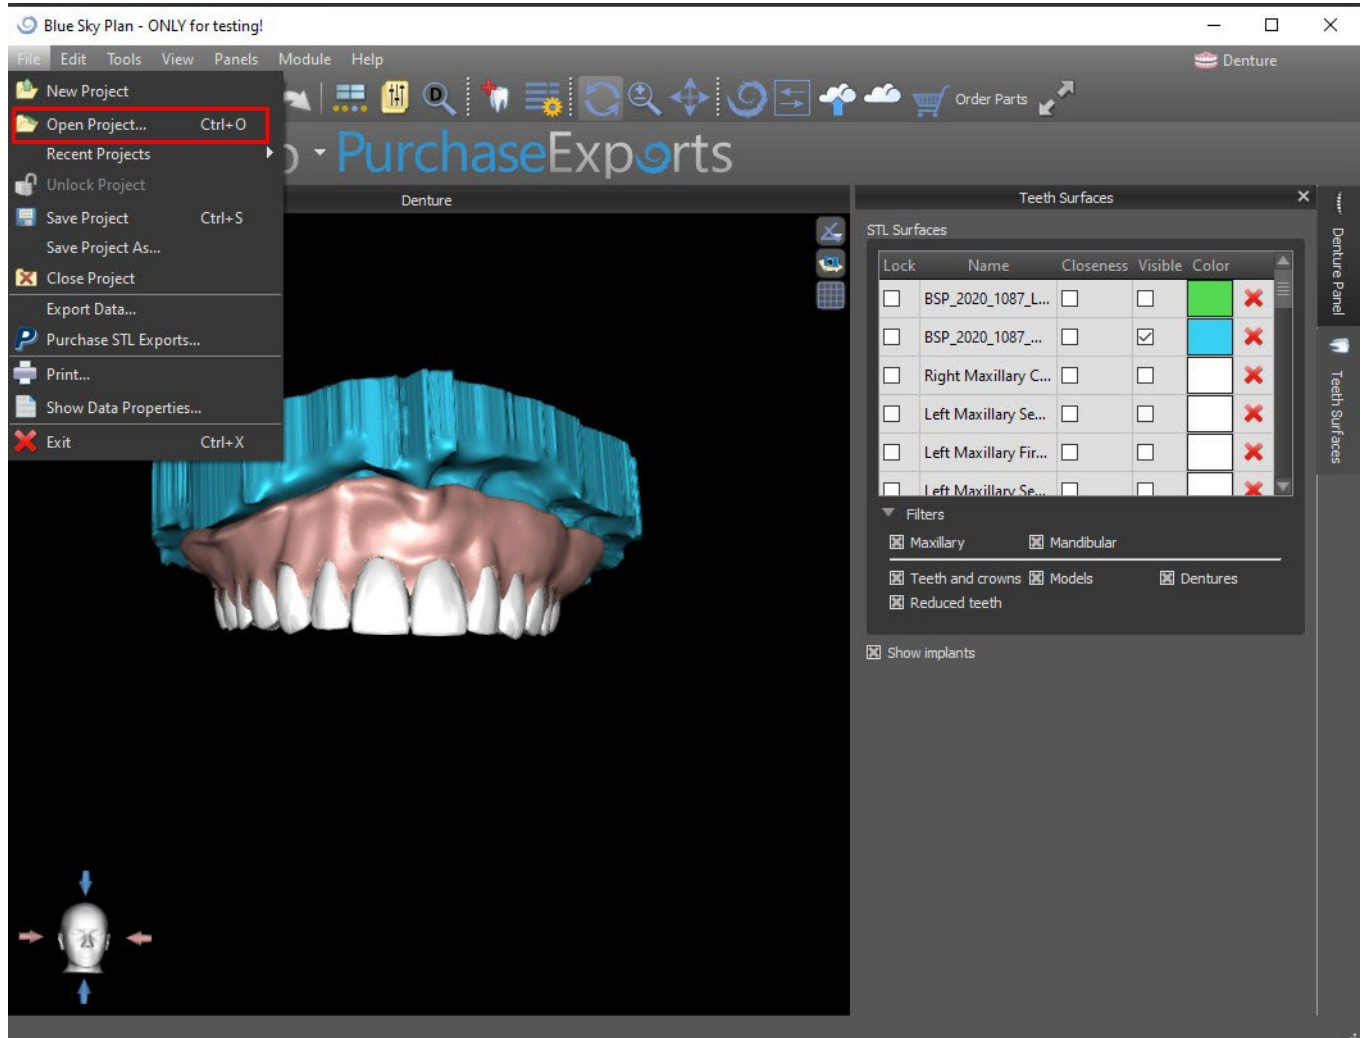 Blue Sky Plan - ONLY for testing!
File Edit Tools View Panels Module Help
Denture
New Project
Open Project... Ctrl+O
Recent Projects
Unlock Project
Save Project Ctrl+S
Save Project As...
Close Project
Export Data...
Purchase STL Exports...
Print...
Show Data Properties...
Exit Ctrl+X
D
Order Parts
PurchaseExports
Denture
Teeth Surfaces
STL Surfaces
Lock Name Closeness Visible Color
BSP_2020_1087_L...
BSP_2020_1087_...
Right Maxillary C...
Left Maxillary Se...
Left Maxillary Fir...
Left Maxillary Se...
Filters
Maxillary Mandibular
Teeth and crowns Models Dentures
Reduced teeth
Show implants
Denture Panel
Teeth Surfaces